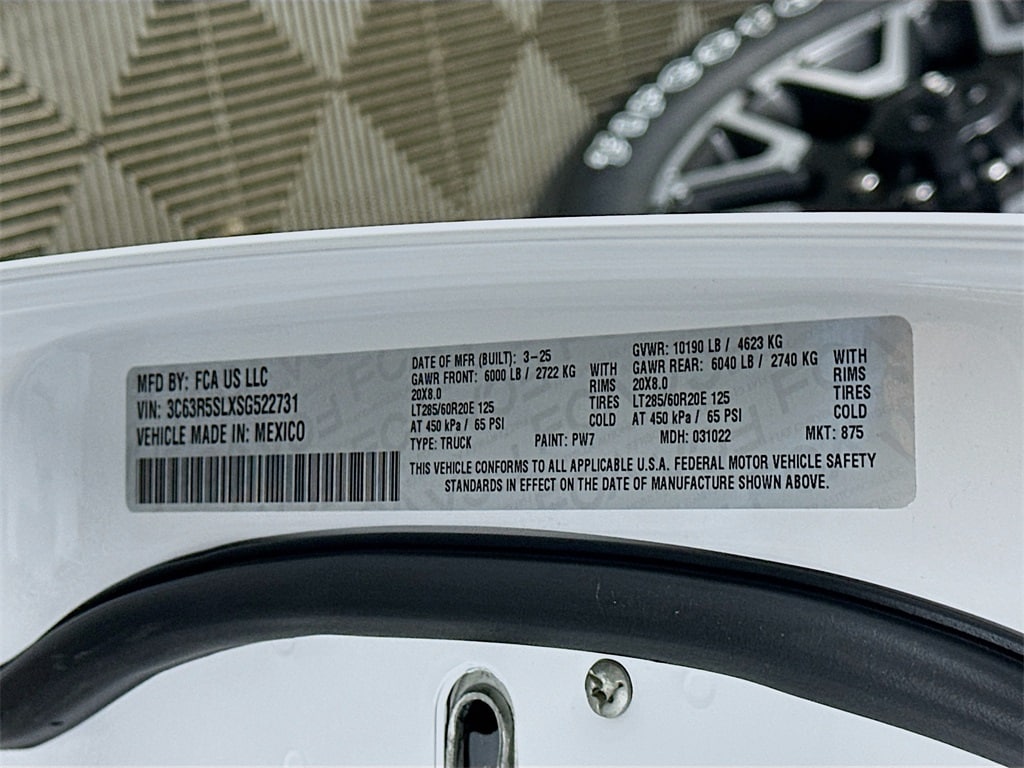 MFD BY: FCA US LLC
VIN: 3C63R5SLXSG522731
VEHICLE MADE IN: MEXICO
DATE OF MFR (BUILT): 3-25
GAWR FRONT: 6000 LB / 2722 KG
20X8.0
LT285/60R20E 125
AT 450 kPa / 65 PSI
WITH
RIMS
TIRES
COLD
GVWR: 10190 LB / 4623 KG
GAWR REAR: 6040 LB / 2740 KG
20X8.0
LT285/60R20E 125
AT 450 kPa / 65 PSI
WITH
RIMS
TIRES
COLD
TYPE: TRUCK PAINT: PW7 MDH: 031022 MKT: 875
THIS VEHICLE CONFORMS TO ALL APPLICABLE U.S.A. FEDERAL MOTOR VEHICLE SAFETY
STANDARDS IN EFFECT ON THE DATE OF MANUFACTURE SHOWN ABOVE.